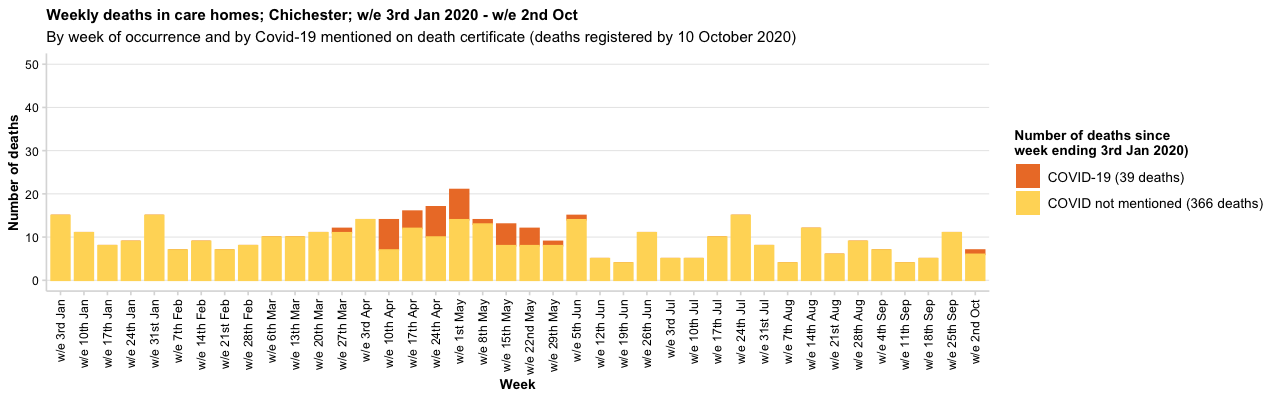 Weekly deaths in care homes; Chichester; w/e 3rd Jan 2020 - w/e 2nd Oct
By week of occurrence and by Covid-19 mentioned on death certificate (deaths registered by 10 October 2020)
Number of deaths
50
40
30
20
10
0
w/e 3rd Jan
w/e 10th Jan
w/e 17th Jan
w/e 24th Jan
w/e 31st Jan
w/e 7th Feb
w/e 14th Feb
w/e 21st Feb
w/e 28th Feb
w/e 6th Mar
w/e 13th Mar
w/e 20th Mar
w/e 27th Mar
w/e 3rd Apr
w/e 10th Apr
w/e 17th Apr
w/e 24th Apr
w/e 1st May
w/e 8th May
w/e 15th May
w/e 22nd May
w/e 29th May
w/e 5th Jun
w/e 12th Jun
w/e 19th Jun
w/e 26th Jun
w/e 3rd Jul
w/e 10th Jul
w/e 17th Jul
w/e 24th Jul
w/e 31st Jul
w/e 7th Aug
w/e 14th Aug
w/e 21st Aug
w/e 28th Aug
w/e 4th Sep
w/e 11th Sep
w/e 18th Sep
w/e 25th Sep
w/e 2nd Oct
Week
Number of deaths since
week ending 3rd Jan 2020)
COVID-19 (39 deaths)
COVID not mentioned (366 deaths)